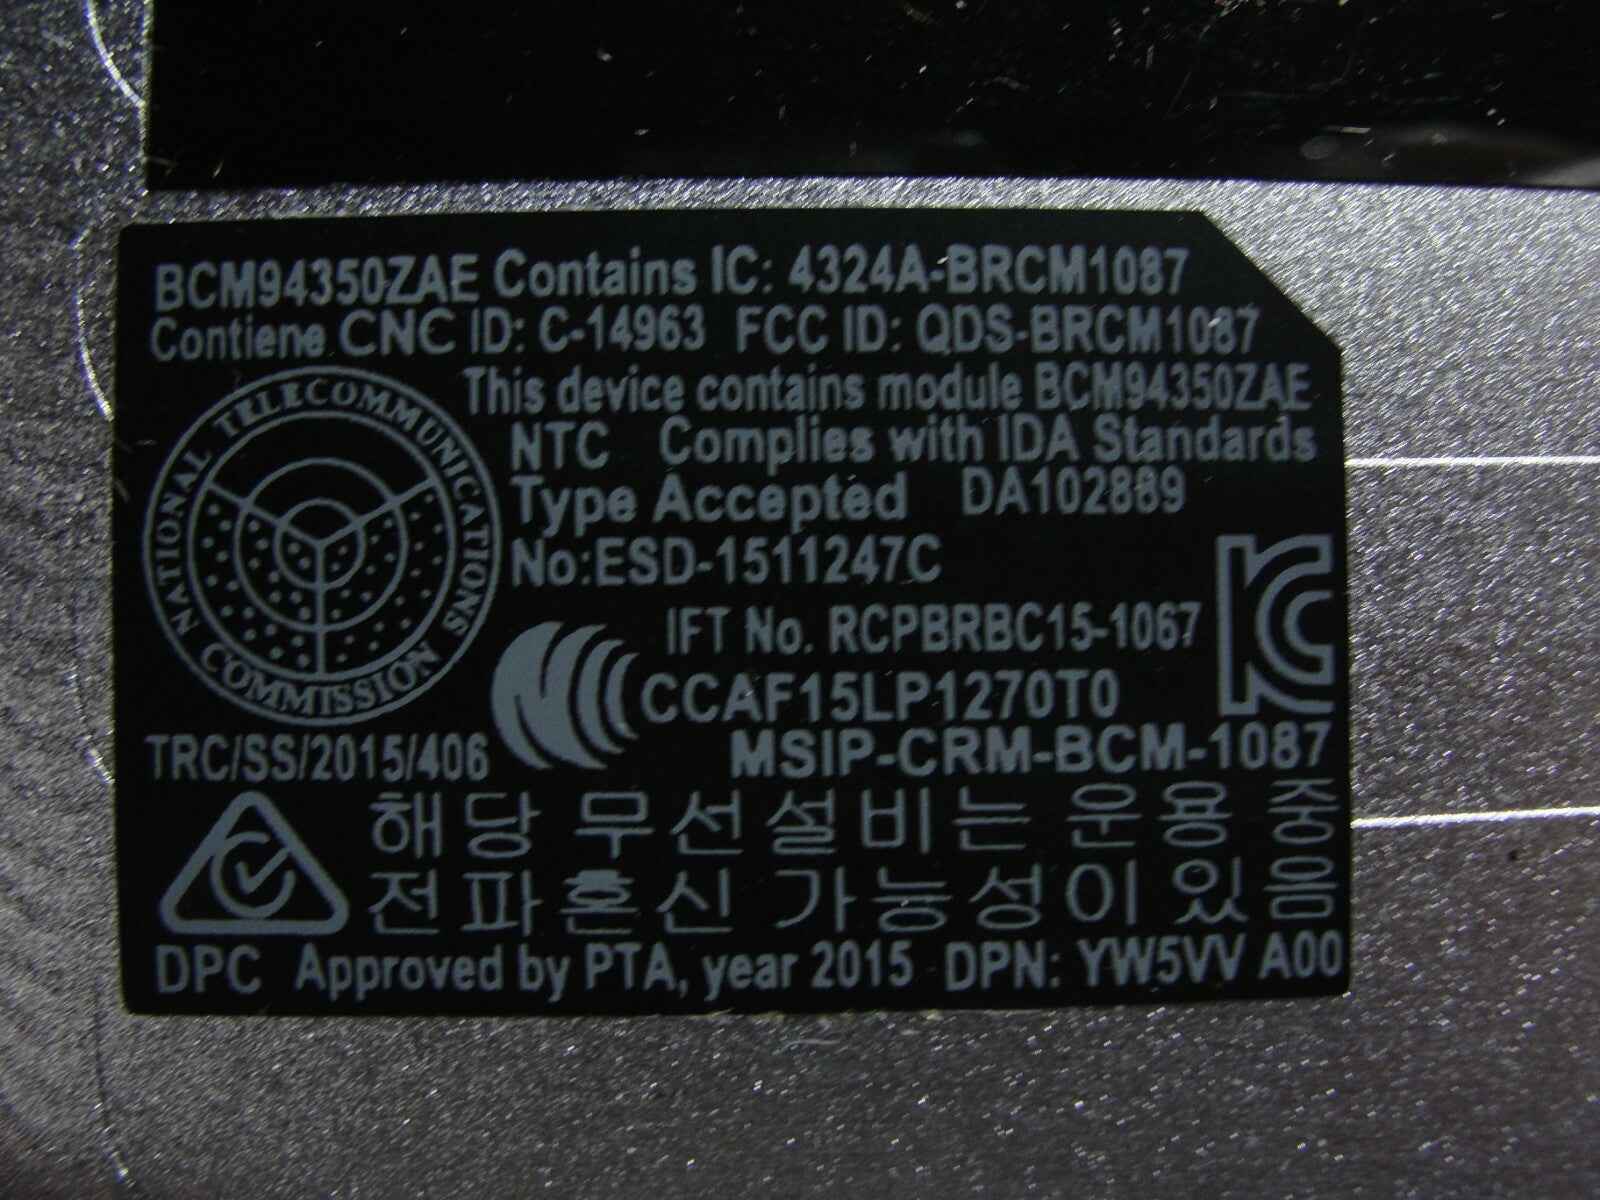 BCM94350ZAE Contains IC: 4324A-BRCM1087
Contiene CNC ID: C-14963 FCC ID: QDS-BRCM1087
This device contains module BCM94350ZAE
NTC Complies with IDA Standards
Type Accepted DA102889
No:ESD-1511247C
NATIONAL TELECOMMUNICATIONS COMMISSION
IFT No. RCPBRBC15-1067
CCAF15LP1270T0
TRC/SS/2015/406
MSIP-CRM-BCM-1087
해당 무선설비는 운용 중
전파혼신 가능성이 있음
DPC Approved by PTA, year 2015 DPN: YW5VV A00